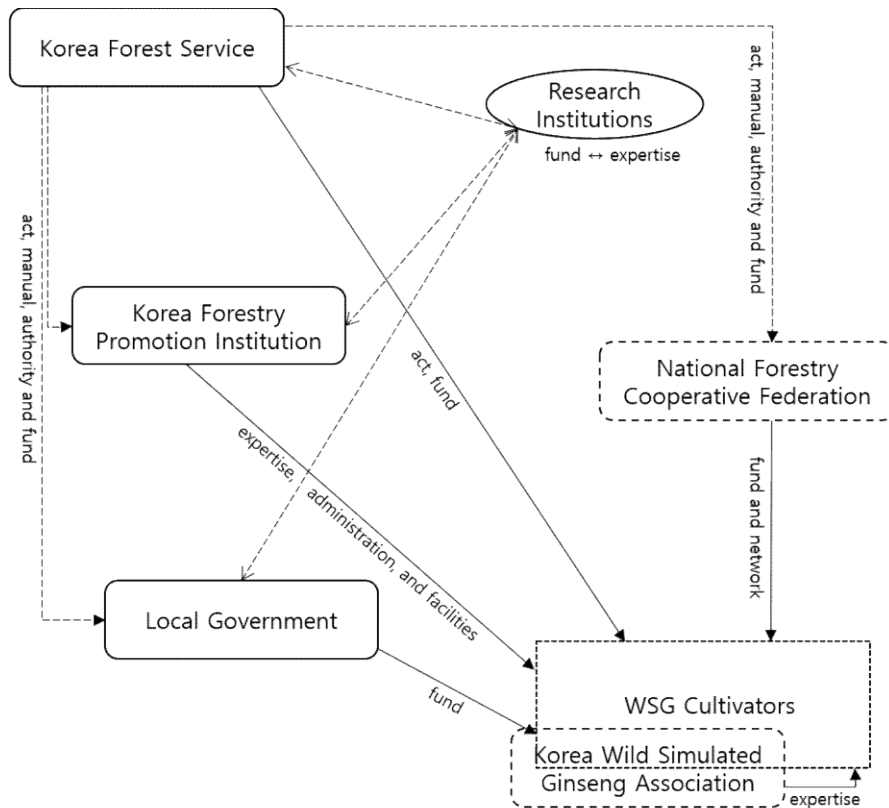 Korea Forest Service
Research
Institutions
fund ↔ expertise
act, manual, authority and fund
act, manual, authority and fund
Korea Forestry
Promotion Institution
act, fund
National Forestry
Cooperative Federation
expertise, administration, and facilities
fund and network
Local Government
fund
WSG Cultivators
Korea Wild Simulated
Ginseng Association
expertise